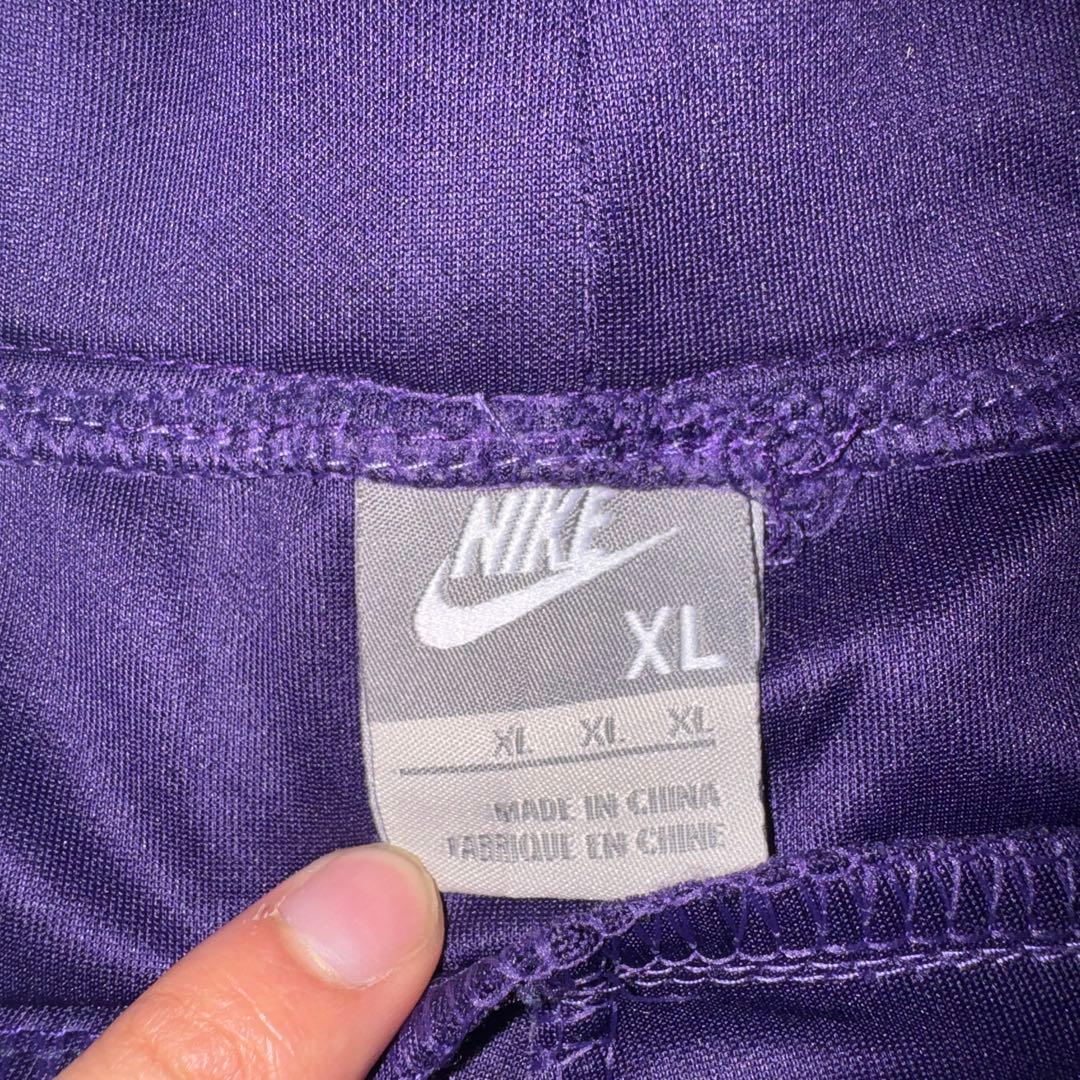 NIKE
XL
XL XL XL
MADE IN CHINA
FABRIQUE EN CHINE